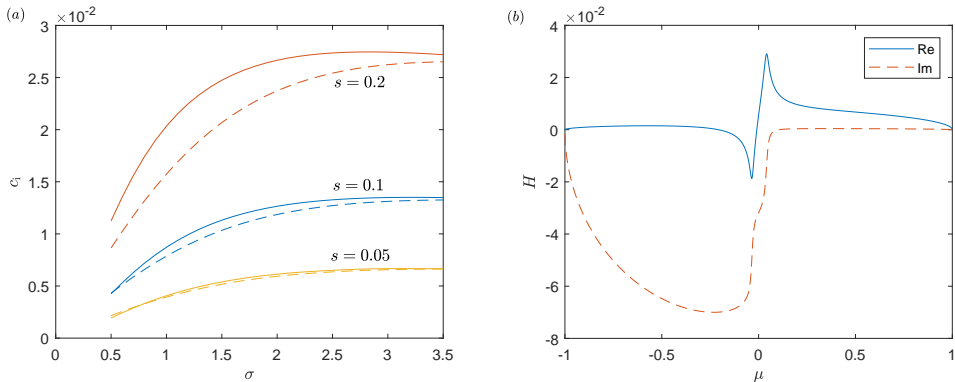 (a)
×10⁻²
3
2.5
2
1.5
1
0.5
0
cᵢ
s = 0.2
s = 0.1
s = 0.05
0 0.5 1 1.5 2 2.5 3 3.5
σ
(b)
×10⁻²
4
2
0
-2
-4
-6
-8
H
Re
Im
-1 -0.5 0 0.5 1
μ